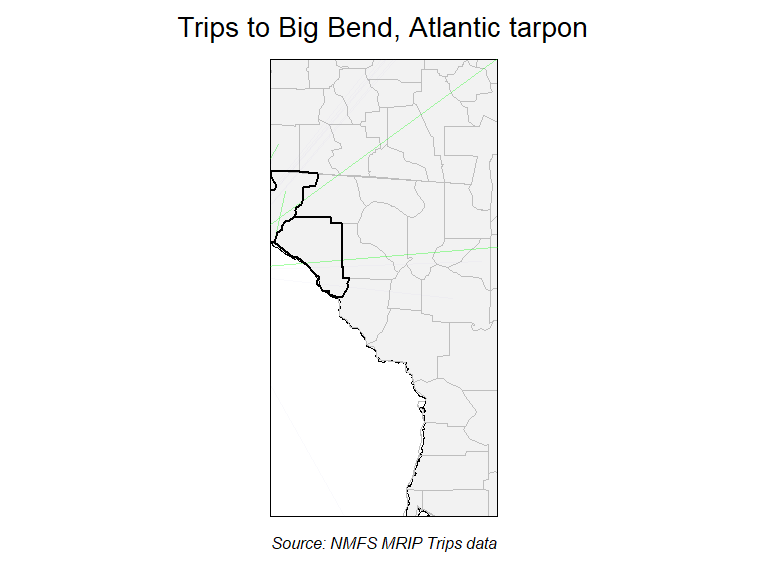 Trips to Big Bend, Atlantic tarpon
Source: NMFS MRIP Trips data